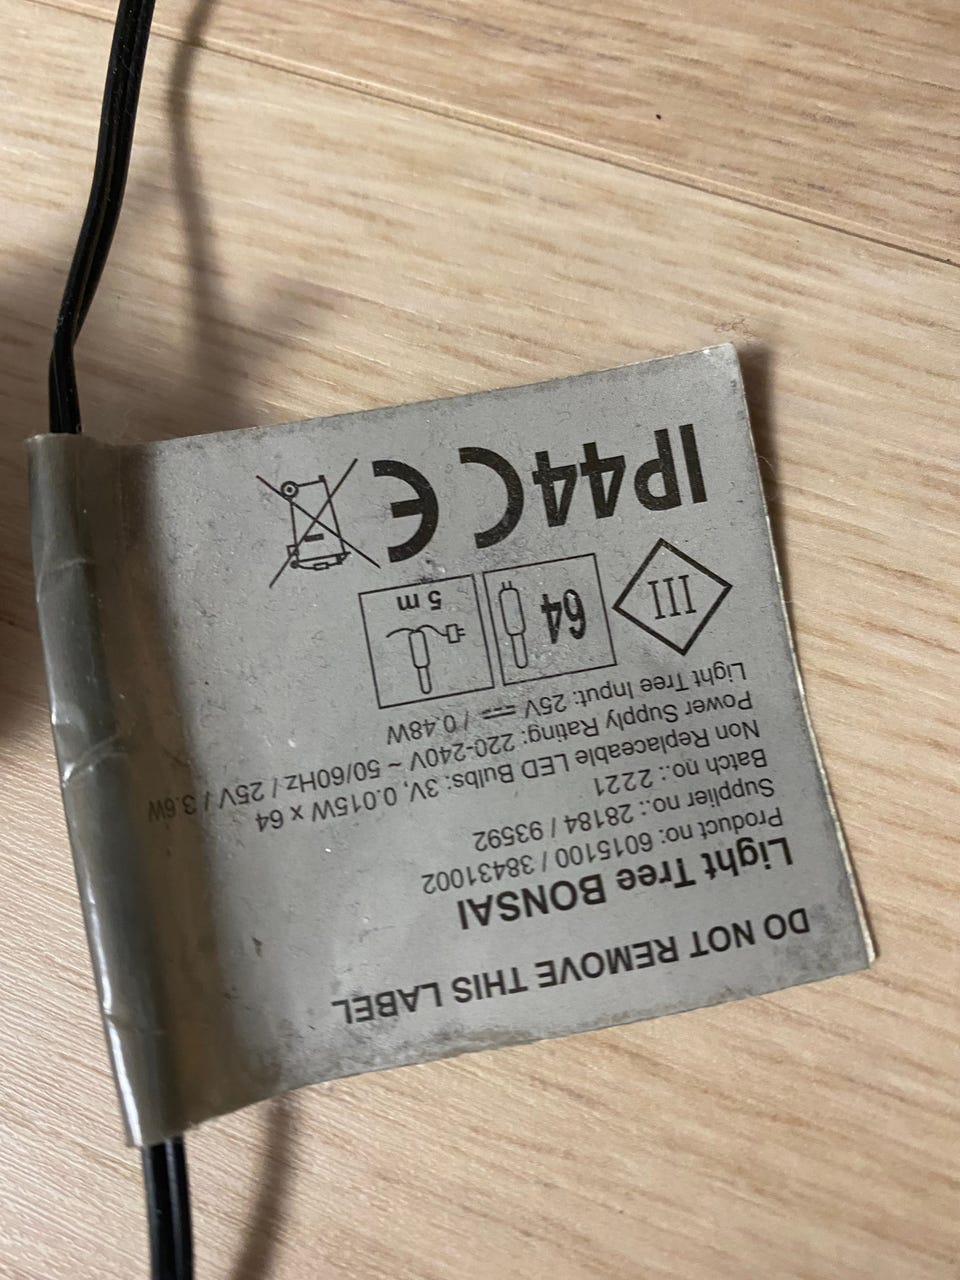 DO NOT REMOVE THIS LABEL
Light Tree BONSAI
Product no: 6015100 / 38431002
Supplier no.: 28184 / 93592
Batch no.: 2221
Non Replaceable LED Bulbs: 3V, 0.015W x 64
Power Supply Rating: 220-240V ~ 50/60Hz / 25V / 3.6W
Light Tree Input: 25V ⎓ / 0.48W
III 64 5 m
IP44 CE